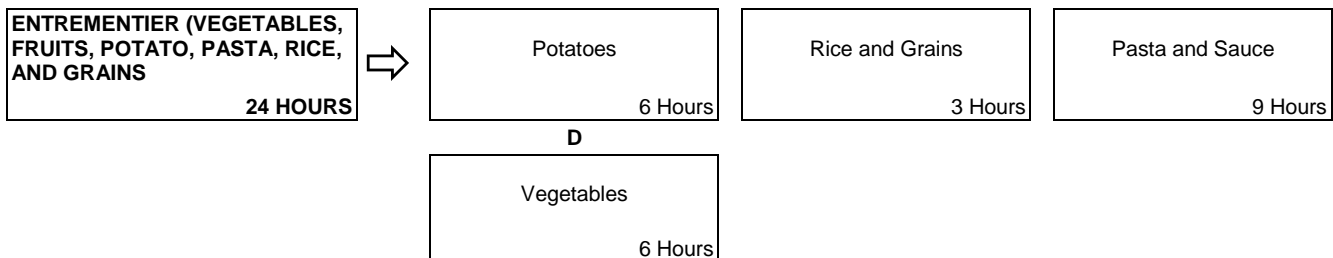 ENTREMENTIER (VEGETABLES,
FRUITS, POTATO, PASTA, RICE,
AND GRAINS
24 HOURS
Potatoes
6 Hours
Rice and Grains
3 Hours
Pasta and Sauce
9 Hours
D
Vegetables
6 Hours